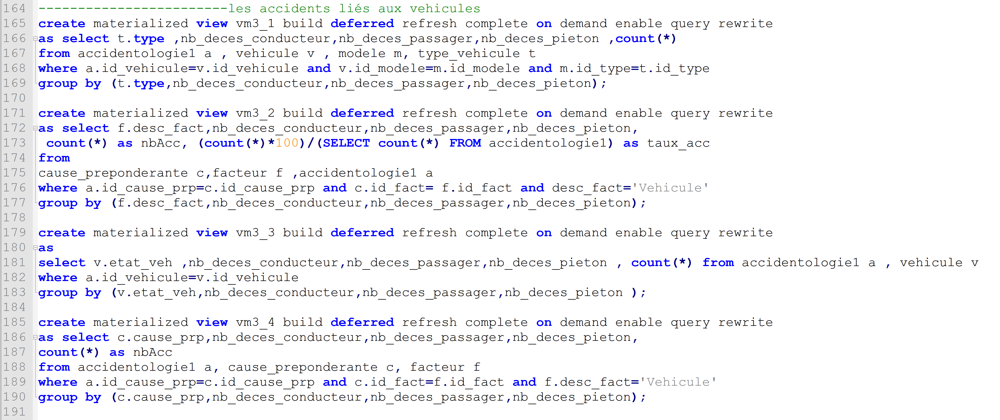 164 ------------------------les accidents liés aux vehicules
165 create materialized view vm3_1 build deferred refresh complete on demand enable query rewrite
166 as select t.type ,nb_deces_conducteur,nb_deces_passager,nb_deces_pieton ,count(*)
167 from accidentologie1 a , vehicule v , modele m, type_vehicule t
168 where a.id_vehicule=v.id_vehicule and v.id_modele=m.id_modele and m.id_type=t.id_type
169 group by (t.type,nb_deces_conducteur,nb_deces_passager,nb_deces_pieton);
170
171 create materialized view vm3_2 build deferred refresh complete on demand enable query rewrite
172 as select f.desc_fact,nb_deces_conducteur,nb_deces_passager,nb_deces_pieton,
173  count(*) as nbAcc, (count(*)*100)/(SELECT count(*) FROM accidentologie1) as taux_acc
174 from
175 cause_preponderante c,facteur f ,accidentologie1 a
176 where a.id_cause_prp=c.id_cause_prp and c.id_fact= f.id_fact and desc_fact='Vehicule'
177 group by (f.desc_fact,nb_deces_conducteur,nb_deces_passager,nb_deces_pieton);
178
179 create materialized view vm3_3 build deferred refresh complete on demand enable query rewrite
180 as
181 select v.etat_veh ,nb_deces_conducteur,nb_deces_passager,nb_deces_pieton , count(*) from accidentologie1 a , vehicule v
182 where a.id_vehicule=v.id_vehicule
183 group by (v.etat_veh,nb_deces_conducteur,nb_deces_passager,nb_deces_pieton );
184
185 create materialized view vm3_4 build deferred refresh complete on demand enable query rewrite
186 as select c.cause_prp,nb_deces_conducteur,nb_deces_passager,nb_deces_pieton,
187 count(*) as nbAcc
188 from accidentologie1 a, cause_preponderante c, facteur f
189 where a.id_cause_prp=c.id_cause_prp and c.id_fact=f.id_fact and f.desc_fact='Vehicule'
190 group by (c.cause_prp,nb_deces_conducteur,nb_deces_passager,nb_deces_pieton);
191